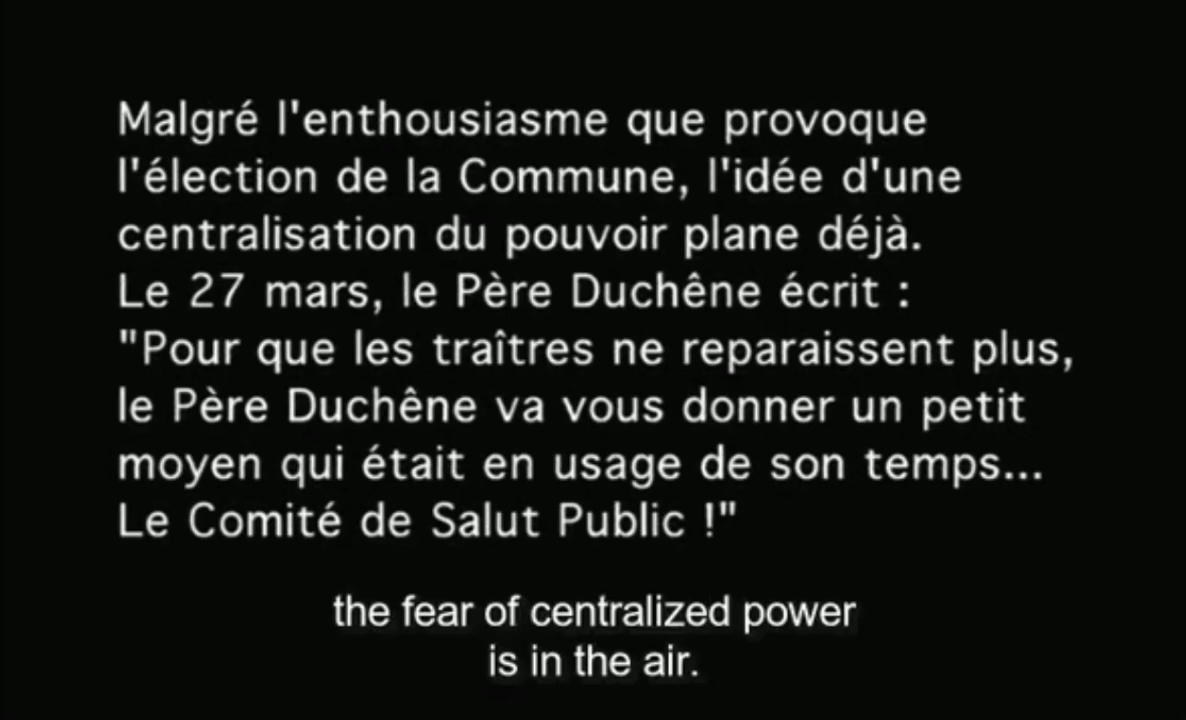 Malgré l'enthousiasme que provoque
l'élection de la Commune, l'idée d'une
centralisation du pouvoir plane déjà.
Le 27 mars, le Père Duchêne écrit :
"Pour que les traîtres ne reparaissent plus,
le Père Duchêne va vous donner un petit
moyen qui était en usage de son temps...
Le Comité de Salut Public !"
the fear of centralized power
is in the air.